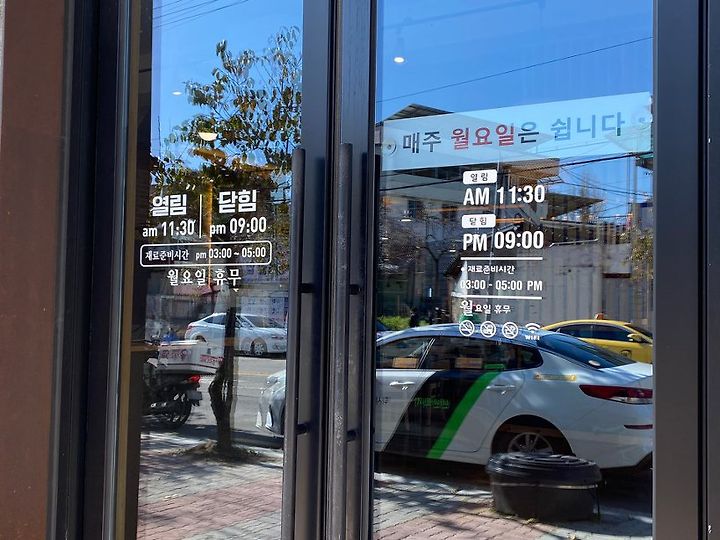 매주 월요일은 쉽니다
열림 | 닫힘
am 11:30 | pm 09:00
재료준비시간 pm 03:00 ~ 05:00
월요일 휴무
열림
AM 11:30
닫힘
PM 09:00
재료준비시간
03:00 - 05:00 PM
월요일 휴무
WIFI